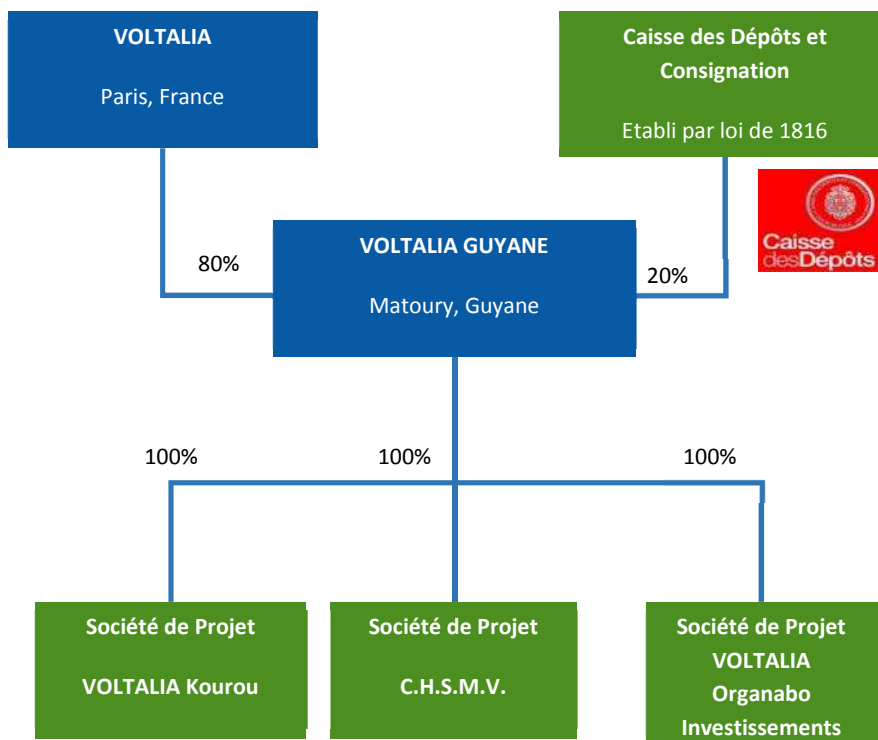 VOLTALIA
Paris, France
Caisse des Dépôts et
Consignation
Etabli par loi de 1816
Caisse
desDépôts
80%
VOLTALIA GUYANE
Matoury, Guyane
20%
100%
100%
100%
Société de Projet
VOLTALIA Kourou
Société de Projet
C.H.S.M.V.
Société de Projet
VOLTALIA
Organabo
Investissements